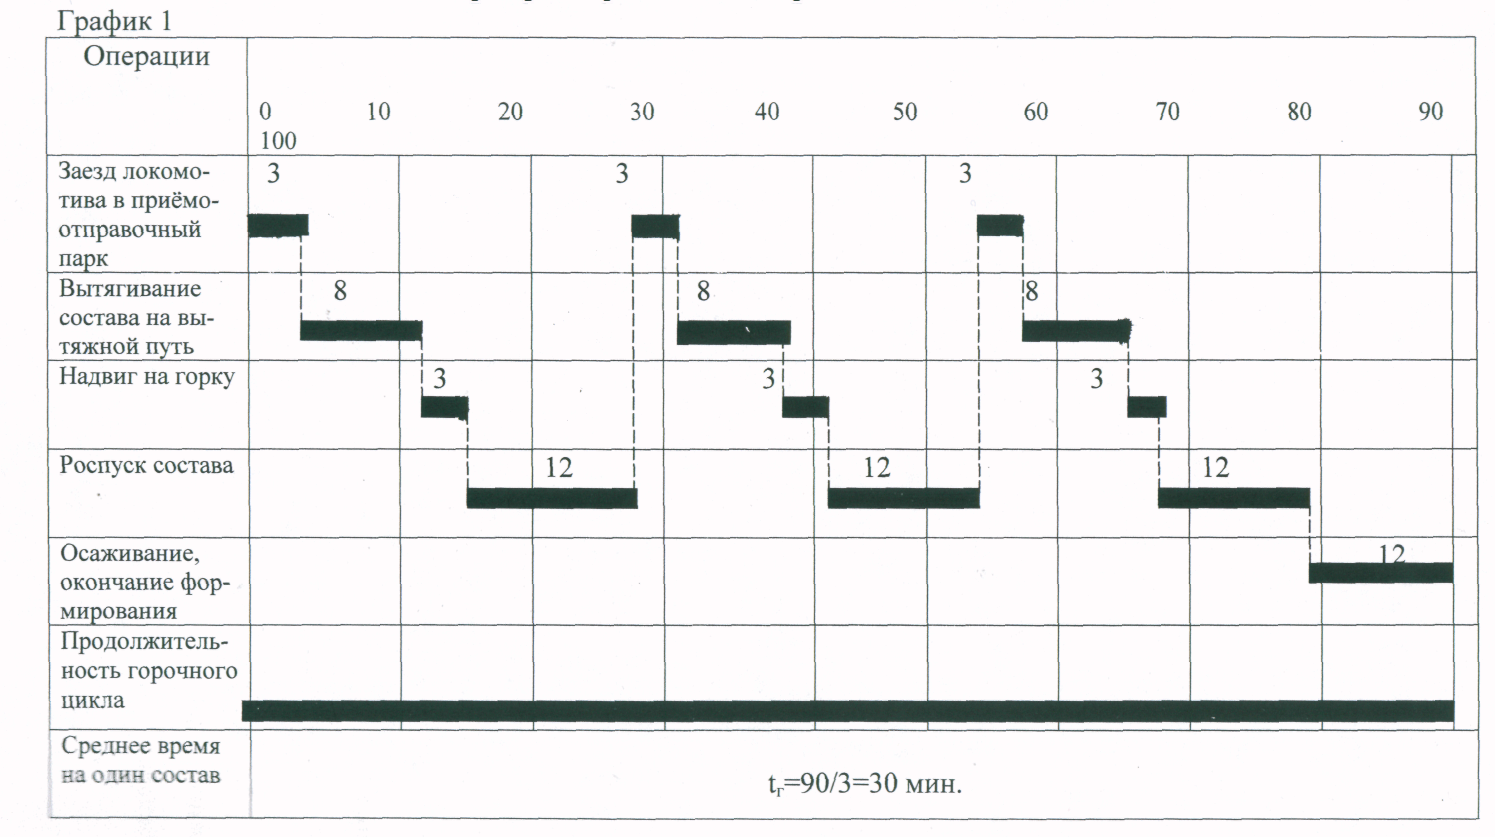 График 1
Операции
0 10 20 30 40 50 60 70 80 90
100
Заезд локомо-
тива в приёмо-
отправочный
парк
3 3 3
Вытягивание
состава на вы-
тяжной путь
8 8 8
Надвиг на горку
3 3 3
Роспуск состава
12 12 12
Осаживание,
окончание фор-
мирования
12
Продолжитель-
ность горочного
цикла
Среднее время
на один состав
tг=90/3=30 мин.